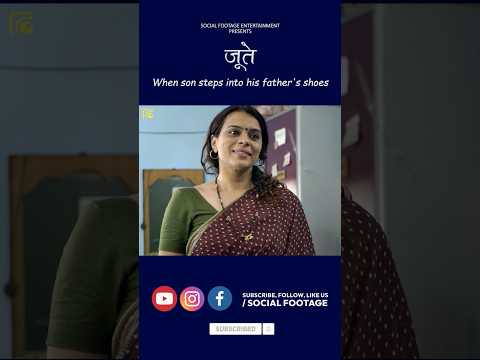 SOCIAL FOOTAGE ENTERTAINMENT
PRESENTS
जूते
When son steps into his father's shoes
SUBSCRIBE, FOLLOW, LIKE US
/ SOCIAL FOOTAGE
SUBSCRIBED